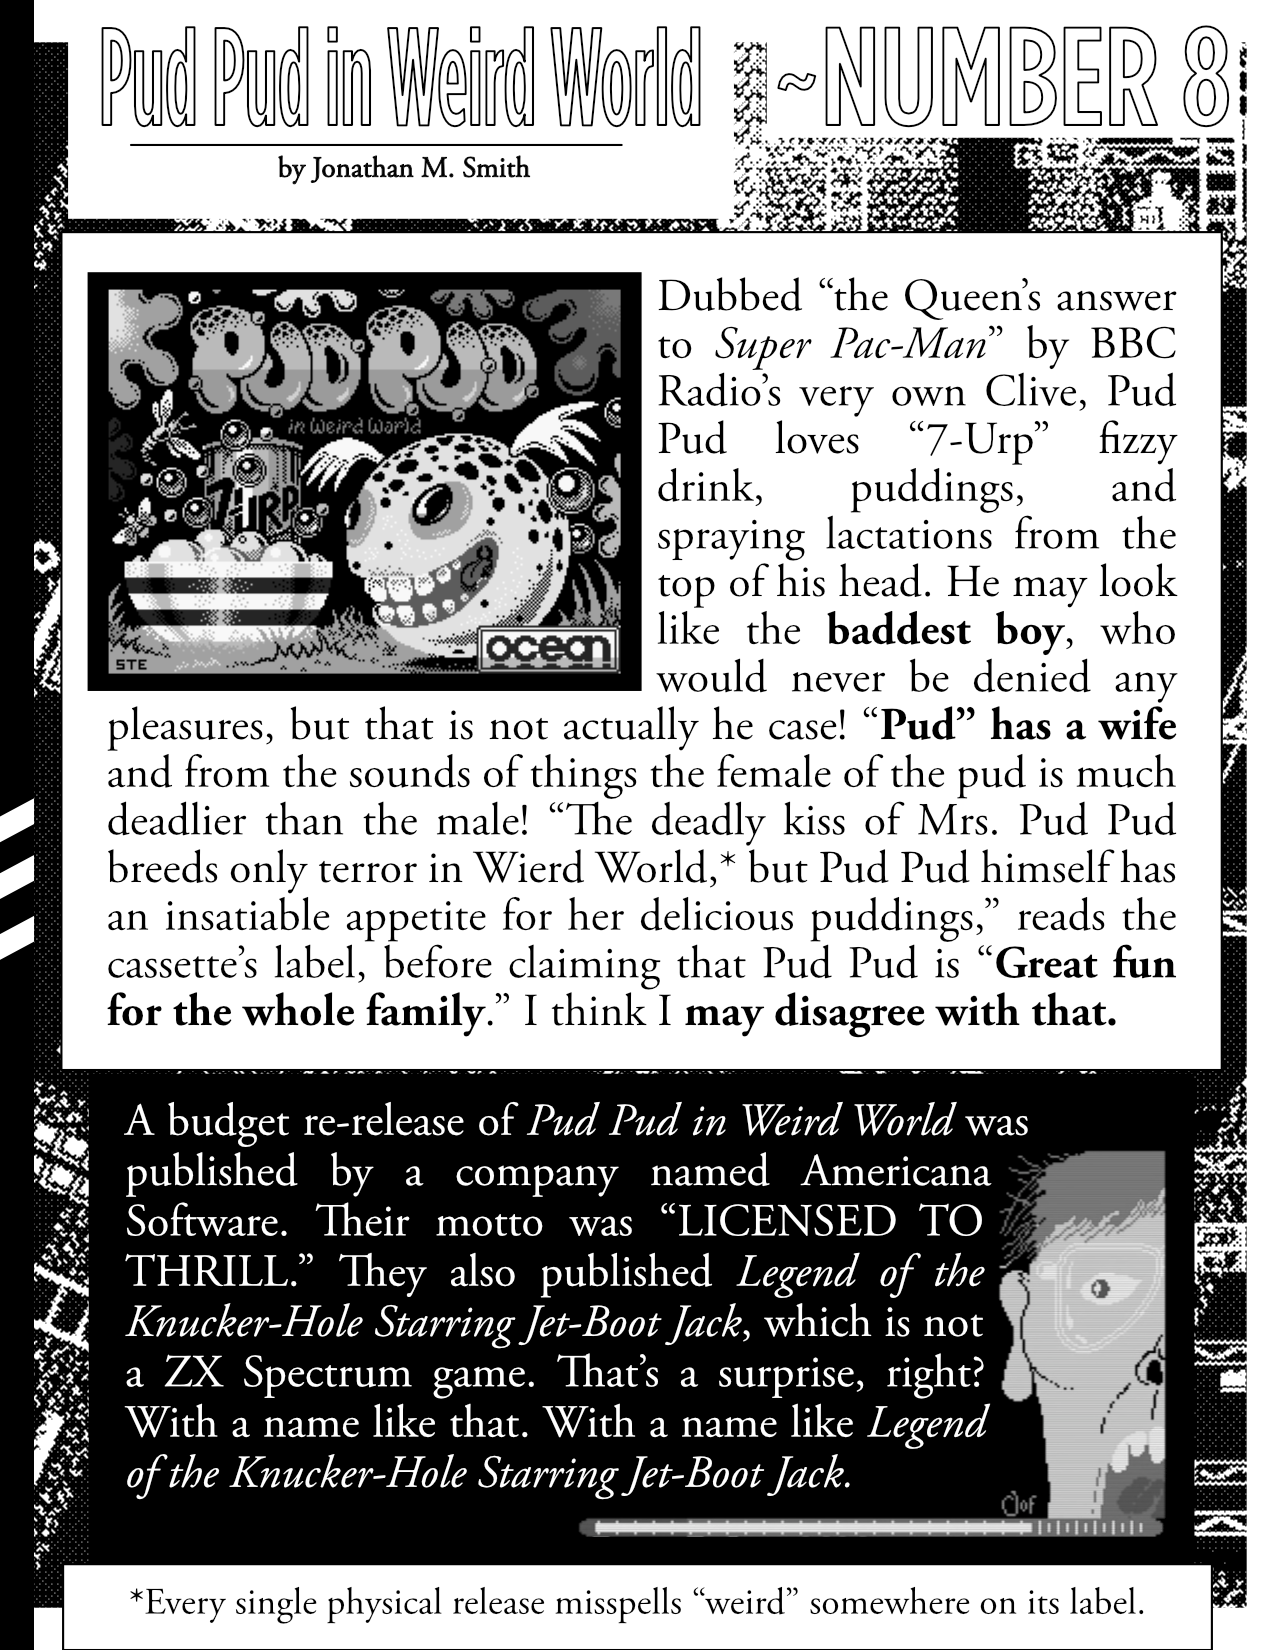 Pud Pud in Weird World
~NUMBER 8
by Jonathan M. Smith
PUD PUD
in Weird World
7-URP
STE
ocean
Dubbed “the Queen’s answer
to Super Pac-Man” by BBC
Radio’s very own Clive, Pud
Pud loves “7-Urp” fizzy
drink, puddings, and
spraying lactations from the
top of his head. He may look
like the baddest boy, who
would never be denied any
pleasures, but that is not actually he case! “Pud” has a wife
and from the sounds of things the female of the pud is much
deadlier than the male! “The deadly kiss of Mrs. Pud Pud
breeds only terror in Wierd World,* but Pud Pud himself has
an insatiable appetite for her delicious puddings,” reads the
cassette’s label, before claiming that Pud Pud is “Great fun
for the whole family.” I think I may disagree with that.
A budget re-release of Pud Pud in Weird World was
published by a company named Americana
Software. Their motto was “LICENSED TO
THRILL.” They also published Legend of the
Knucker-Hole Starring Jet-Boot Jack, which is not
a ZX Spectrum game. That’s a surprise, right?
With a name like that. With a name like Legend
of the Knucker-Hole Starring Jet-Boot Jack.
Clof
*Every single physical release misspells “weird” somewhere on its label.